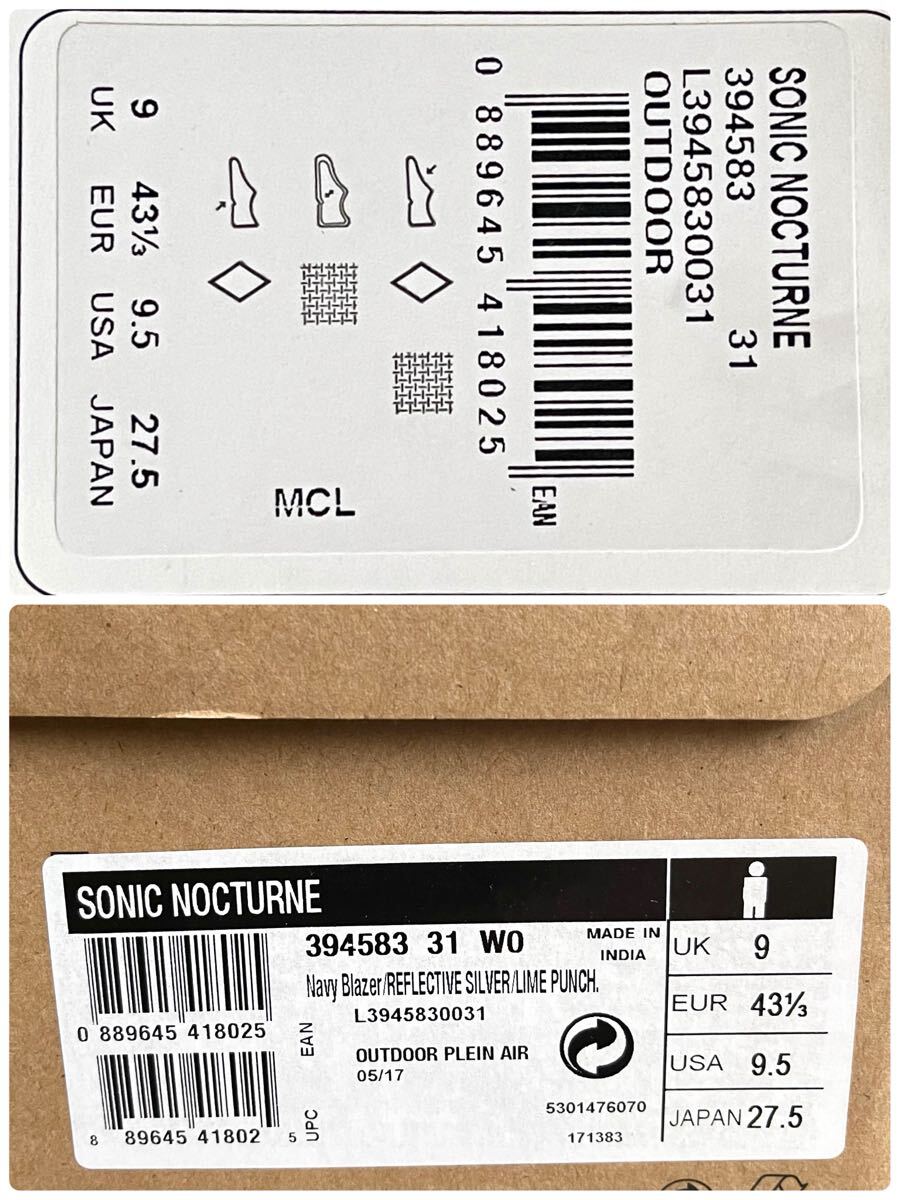 SONIC NOCTURNE
394583 31
L3945830031
OUTDOOR
EAN
0 889645 418025
MCL
9 43⅓ 9.5 27.5
UK EUR USA JAPAN
SONIC NOCTURNE
394583 31 W0
MADE IN
INDIA
Navy Blazer/REFLECTIVE SILVER/LIME PUNCH.
L3945830031
0 889645 418025
EAN
OUTDOOR PLEIN AIR
05/17
8 89645 41802 5
UPC
5301476070
171383
UK 9
EUR 43⅓
USA 9.5
JAPAN 27.5